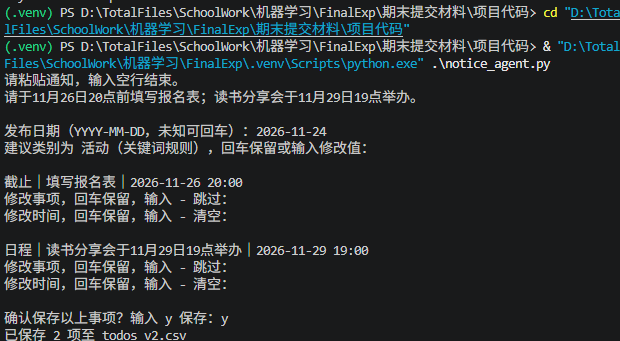 (.venv) PS D:\TotalFiles\SchoolWork\机器学习\FinalExp\期末提交材料\项目代码> cd "D:\Tota
lFiles\SchoolWork\机器学习\FinalExp\期末提交材料\项目代码"
(.venv) PS D:\TotalFiles\SchoolWork\机器学习\FinalExp\期末提交材料\项目代码> & "D:\Total
Files\SchoolWork\机器学习\FinalExp\.venv\Scripts\python.exe" .\notice_agent.py
请粘贴通知，输入空行结束。
请于11月26日20点前填写报名表；读书分享会于11月29日19点举办。
发布日期（YYYY-MM-DD，未知可回车）：2026-11-24
建议类别为 活动（关键词规则），回车保留或输入修改值：
截止｜填写报名表｜2026-11-26 20:00
修改事项，回车保留，输入 - 跳过：
修改时间，回车保留，输入 - 清空：
日程｜读书分享会于11月29日19点举办｜2026-11-29 19:00
修改事项，回车保留，输入 - 跳过：
修改时间，回车保留，输入 - 清空：
确认保存以上事项？输入 y 保存：y
已保存 2 项至 todos_v2.csv